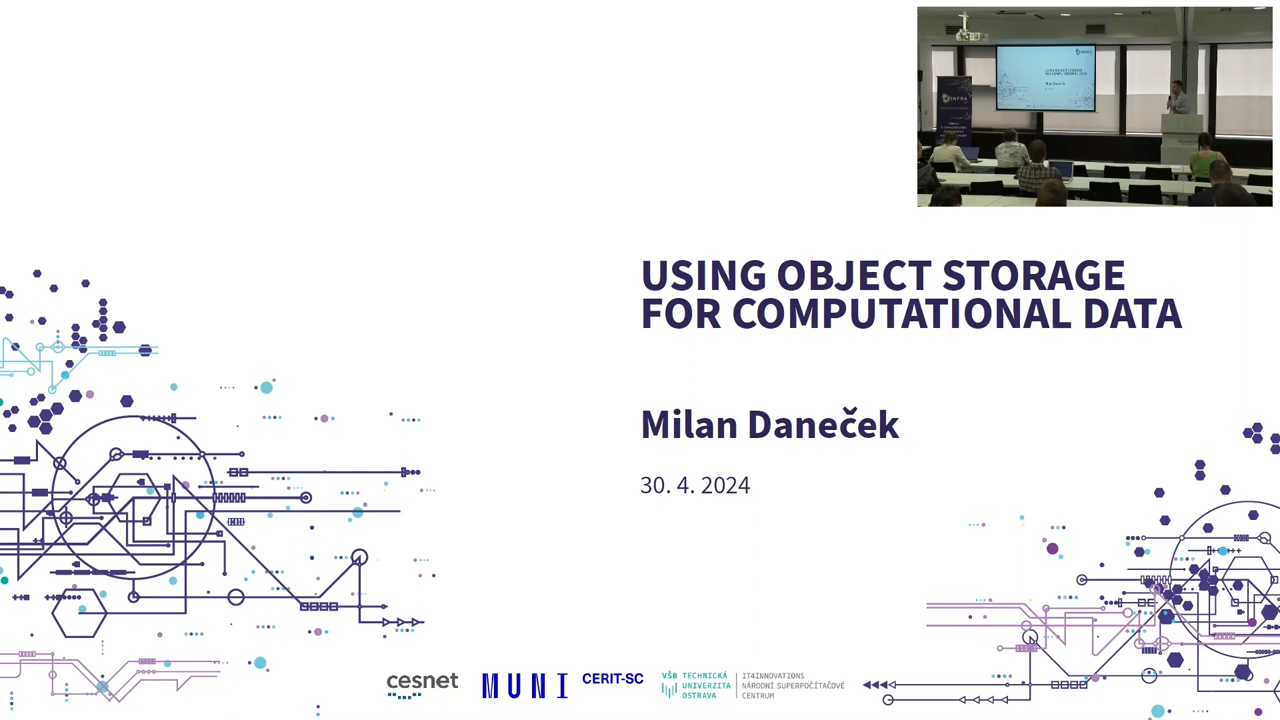 USING OBJECT STORAGE
FOR COMPUTATIONAL DATA
Milan Daneček
30. 4. 2024
cesnet
MUNI
CERIT-SC
VŠB TECHNICKÁ
UNIVERZITA
OSTRAVA
IT4INNOVATIONS
NÁRODNÍ SUPERPOČÍTAČOVÉ
CENTRUM